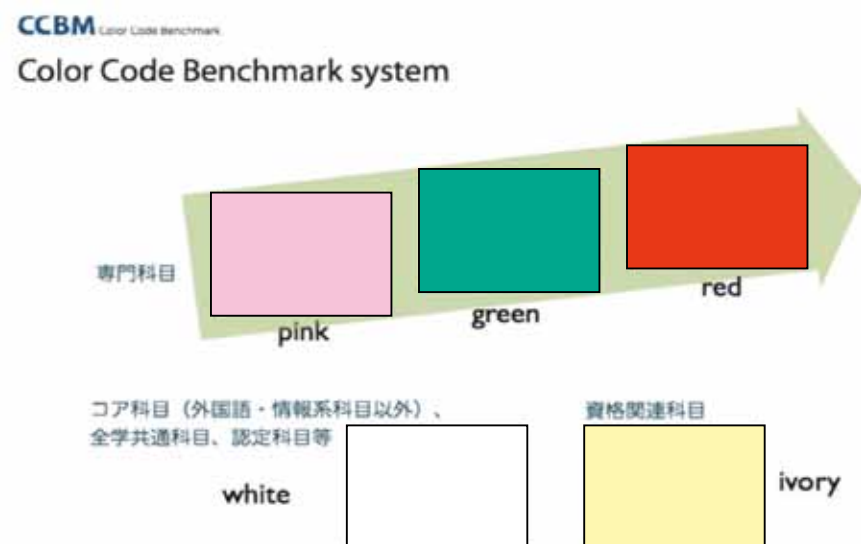 CCBM Color Code Benchmark
Color Code Benchmark system
専門科目
pink
green
red
コア科目（外国語・情報系科目以外）、
全学共通科目、認定科目等
資格関連科目
white
ivory